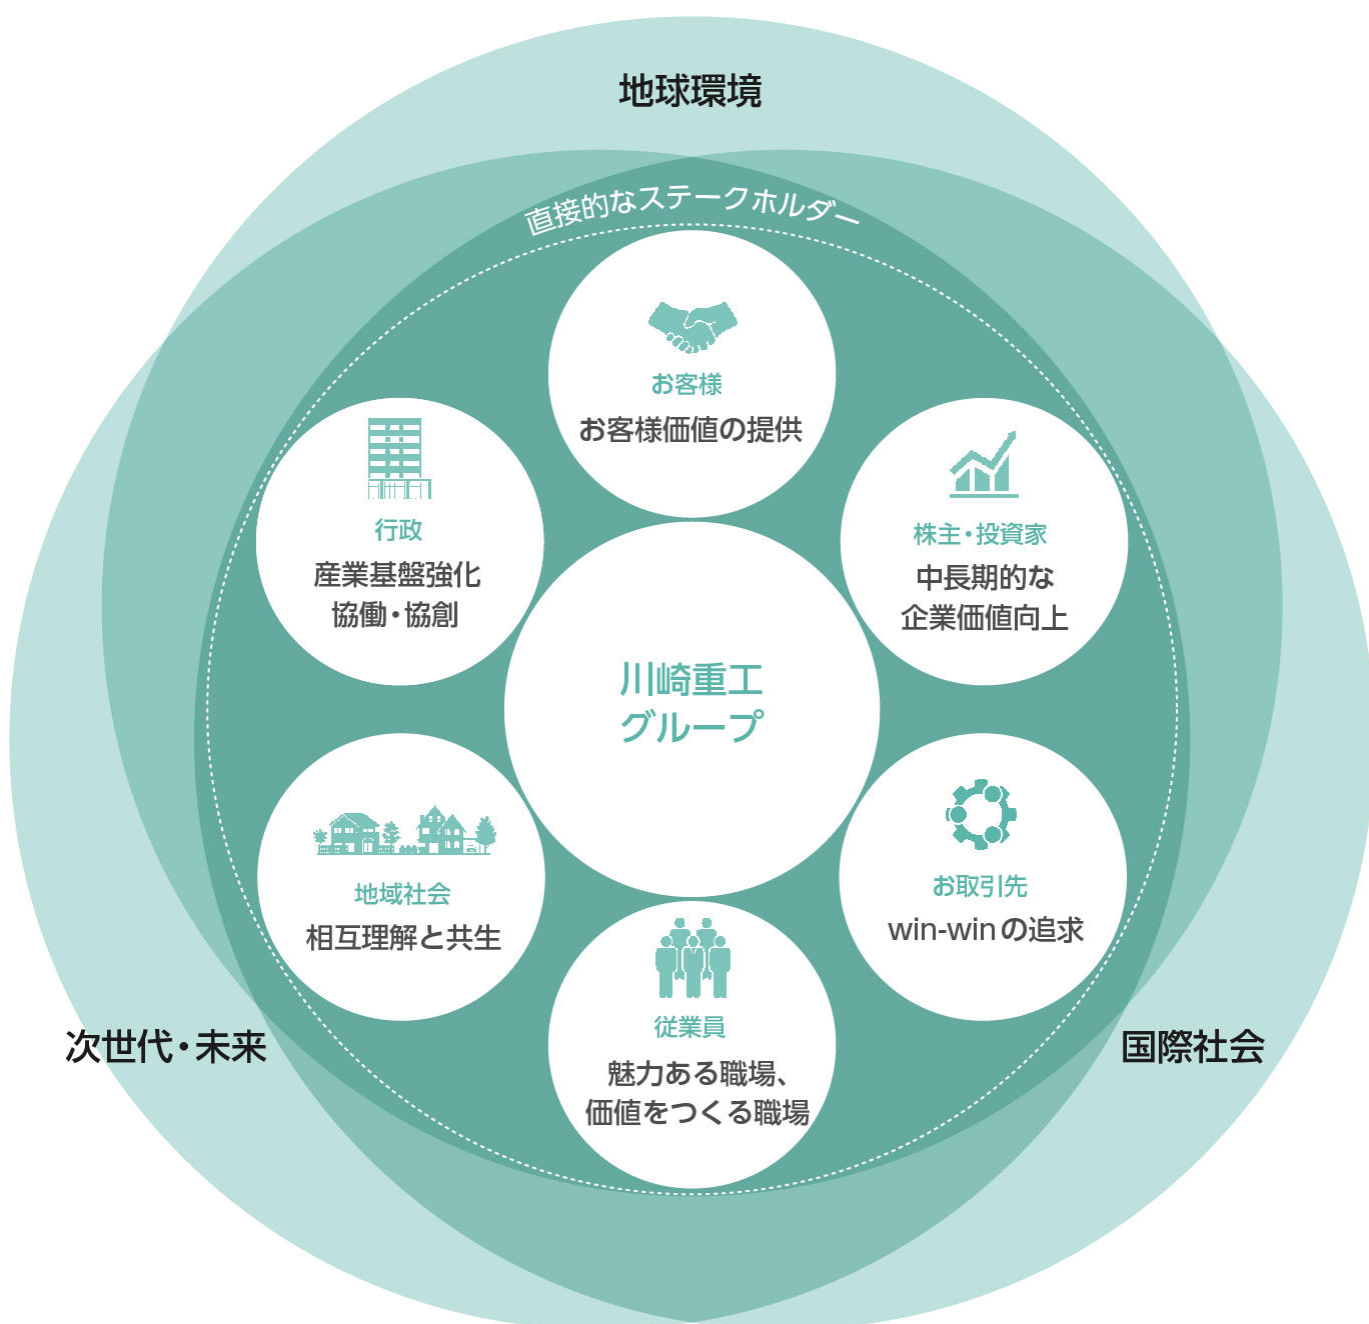 地球環境
直接的なステークホルダー
お客様
お客様価値の提供
行政
産業基盤強化
協働・協創
株主・投資家
中長期的な
企業価値向上
川崎重工
グループ
地域社会
相互理解と共生
お取引先
win-winの追求
従業員
魅力ある職場、
価値をつくる職場
次世代・未来
国際社会